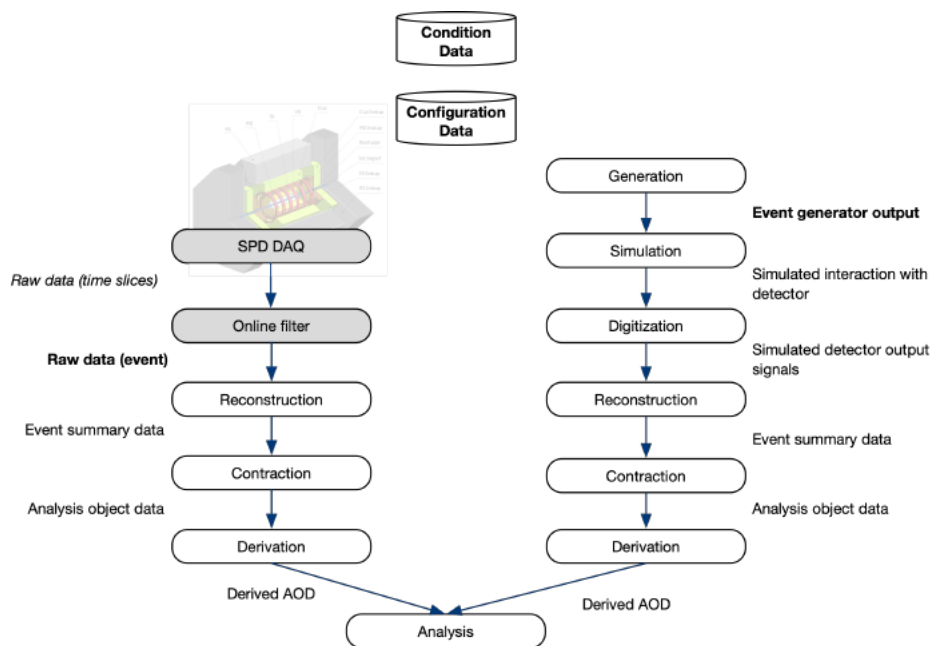 Condition
Data
Configuration
Data
SPD DAQ
Raw data (time slices)
Online filter
Raw data (event)
Reconstruction
Event summary data
Contraction
Analysis object data
Derivation
Derived AOD
Generation
Event generator output
Simulation
Simulated interaction with
detector
Digitization
Simulated detector output
signals
Reconstruction
Event summary data
Contraction
Analysis object data
Derivation
Derived AOD
Analysis